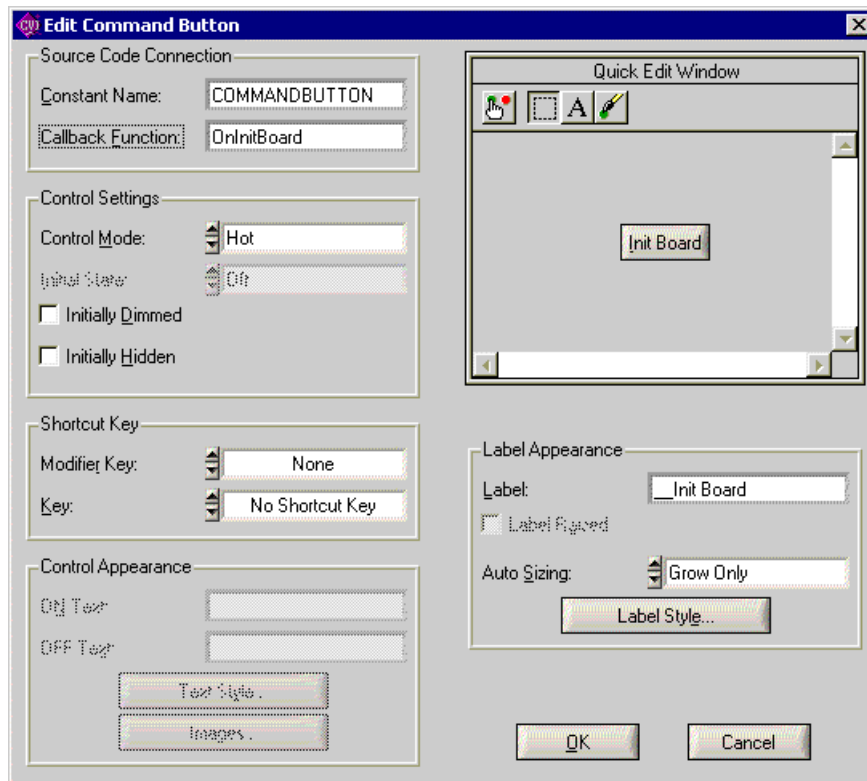 CVI Edit Command Button
Source Code Connection
Constant Name: COMMANDBUTTON
Callback Function: OnInitBoard
Control Settings
Control Mode: Hot
Initial State: Off
Initially Dimmed
Initially Hidden
Shortcut Key
Modifier Key: None
Key: No Shortcut Key
Control Appearance
ON Text:
OFF Text:
Text Style...
Images...
Quick Edit Window
A
Init Board
Label Appearance
Label: __Init Board
Label Raised
Auto Sizing: Grow Only
Label Style...
OK Cancel